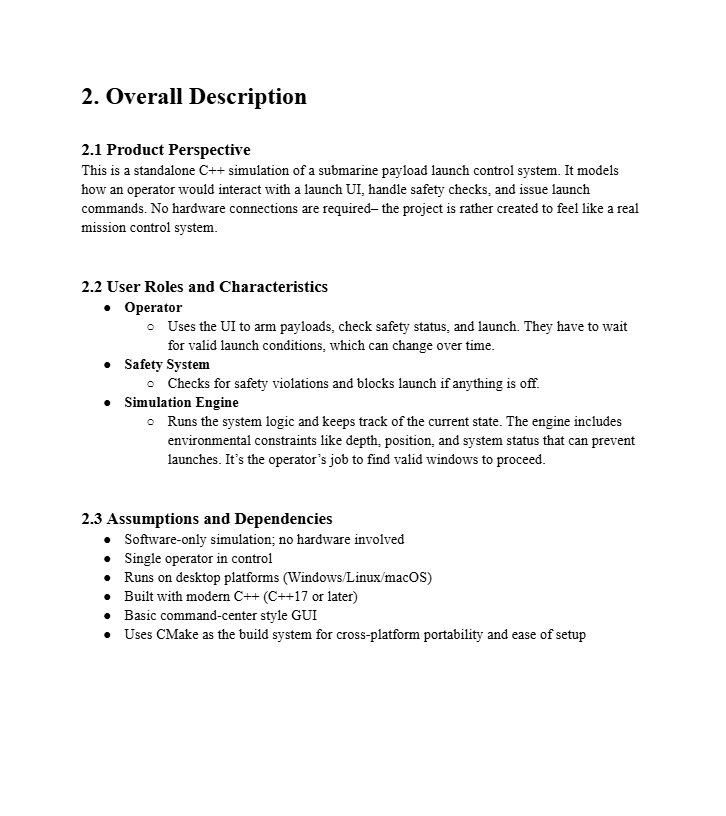 2. Overall Description
2.1 Product Perspective
This is a standalone C++ simulation of a submarine payload launch control system. It models
how an operator would interact with a launch UI, handle safety checks, and issue launch
commands. No hardware connections are required– the project is rather created to feel like a real
mission control system.
2.2 User Roles and Characteristics
● Operator
○ Uses the UI to arm payloads, check safety status, and launch. They have to wait
for valid launch conditions, which can change over time.
● Safety System
○ Checks for safety violations and blocks launch if anything is off.
● Simulation Engine
○ Runs the system logic and keeps track of the current state. The engine includes
environmental constraints like depth, position, and system status that can prevent
launches. It’s the operator’s job to find valid windows to proceed.
2.3 Assumptions and Dependencies
● Software-only simulation; no hardware involved
● Single operator in control
● Runs on desktop platforms (Windows/Linux/macOS)
● Built with modern C++ (C++17 or later)
● Basic command-center style GUI
● Uses CMake as the build system for cross-platform portability and ease of setup